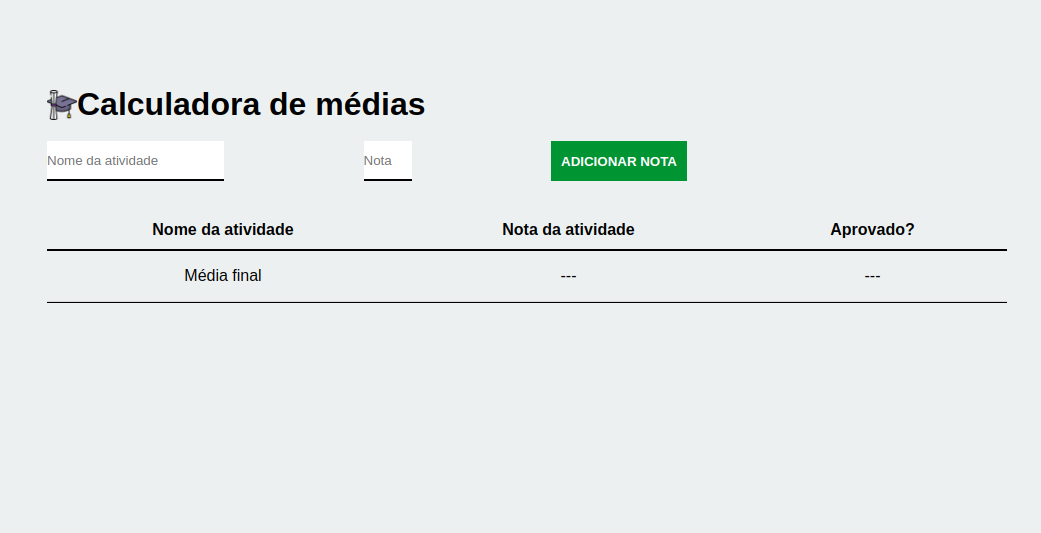 Calculadora de médias
Nome da atividade Nota ADICIONAR NOTA
Nome da atividade Nota da atividade Aprovado?
Média final --- ---